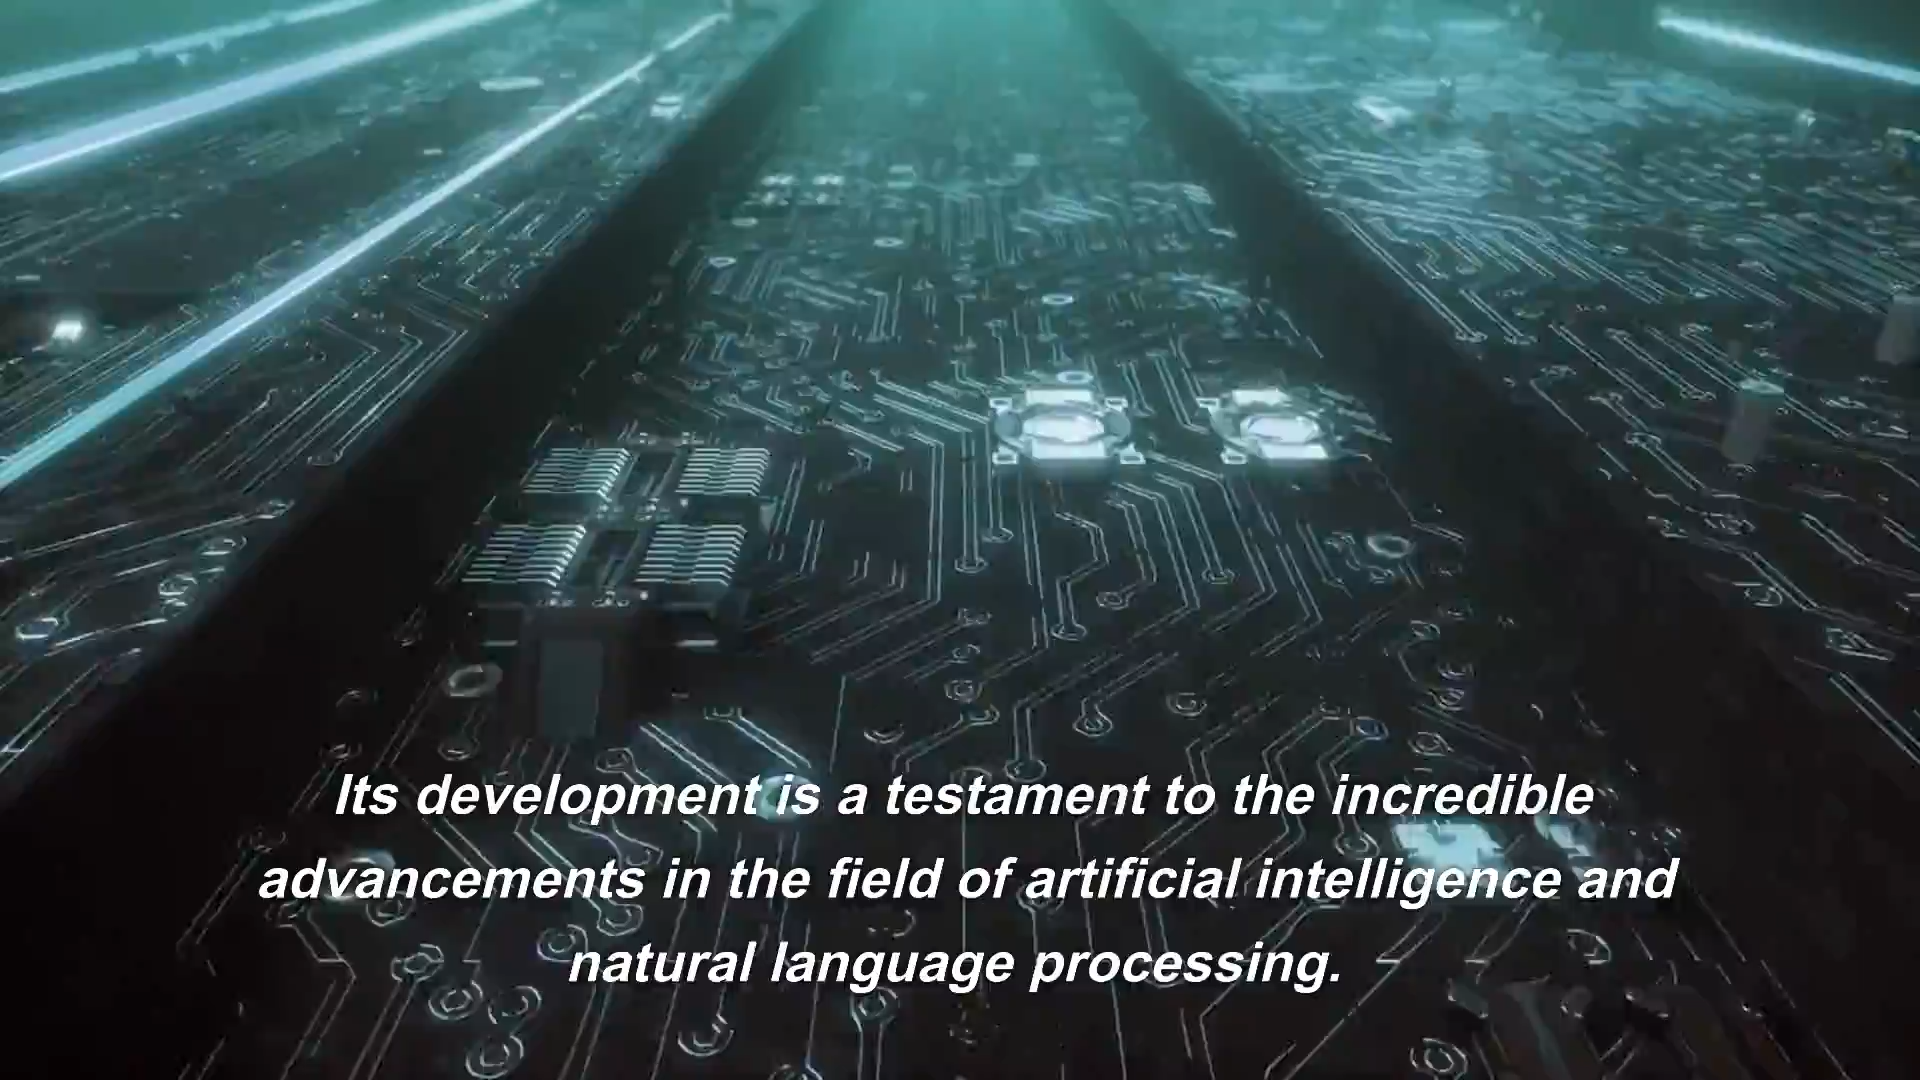 Its development is a testament to the incredible
advancements in the field of artificial intelligence and
natural language processing.